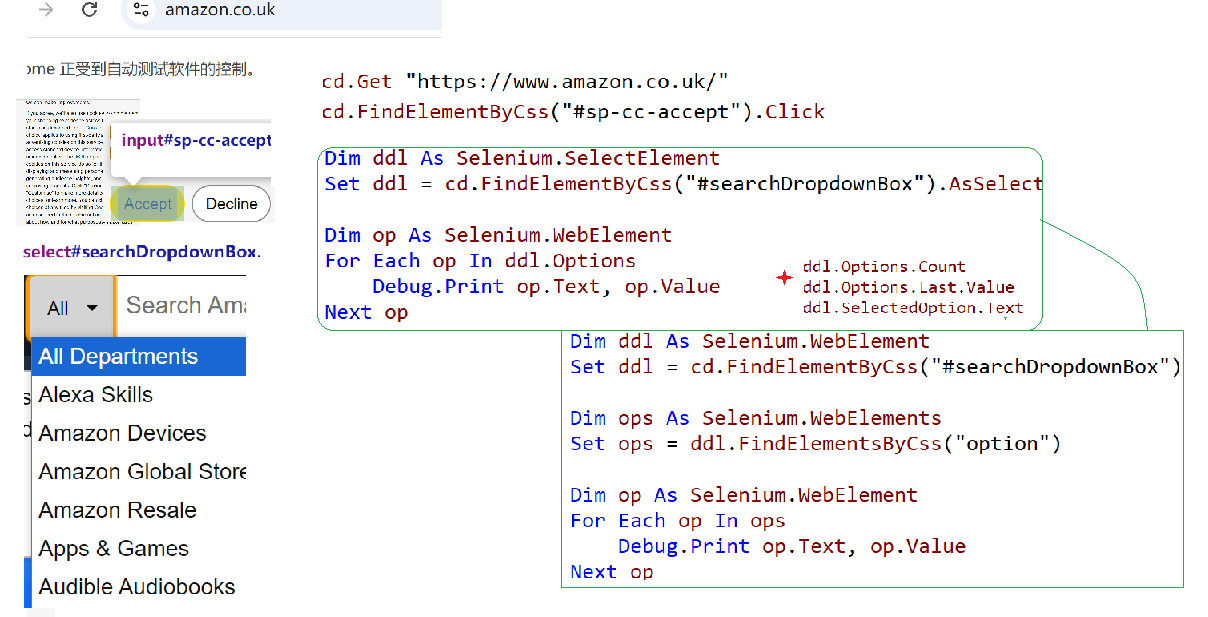 amazon.co.uk
ome 正受到自动测试软件的控制。
input#sp-cc-accept
Accept
Decline
select#searchDropdownBox.
All
Search Ama
All Departments
Alexa Skills
Amazon Devices
Amazon Global Store
Amazon Resale
Apps & Games
Audible Audiobooks
cd.Get "https://www.amazon.co.uk/"
cd.FindElementByCss("#sp-cc-accept").Click
Dim ddl As Selenium.SelectElement
Set ddl = cd.FindElementByCss("#searchDropdownBox").AsSelect
Dim op As Selenium.WebElement
For Each op In ddl.Options
    Debug.Print op.Text, op.Value
Next op
ddl.Options.Count
ddl.Options.Last.Value
ddl.SelectedOption.Text
Dim ddl As Selenium.WebElement
Set ddl = cd.FindElementByCss("#searchDropdownBox")
Dim ops As Selenium.WebElements
Set ops = ddl.FindElementsByCss("option")
Dim op As Selenium.WebElement
For Each op In ops
    Debug.Print op.Text, op.Value
Next op